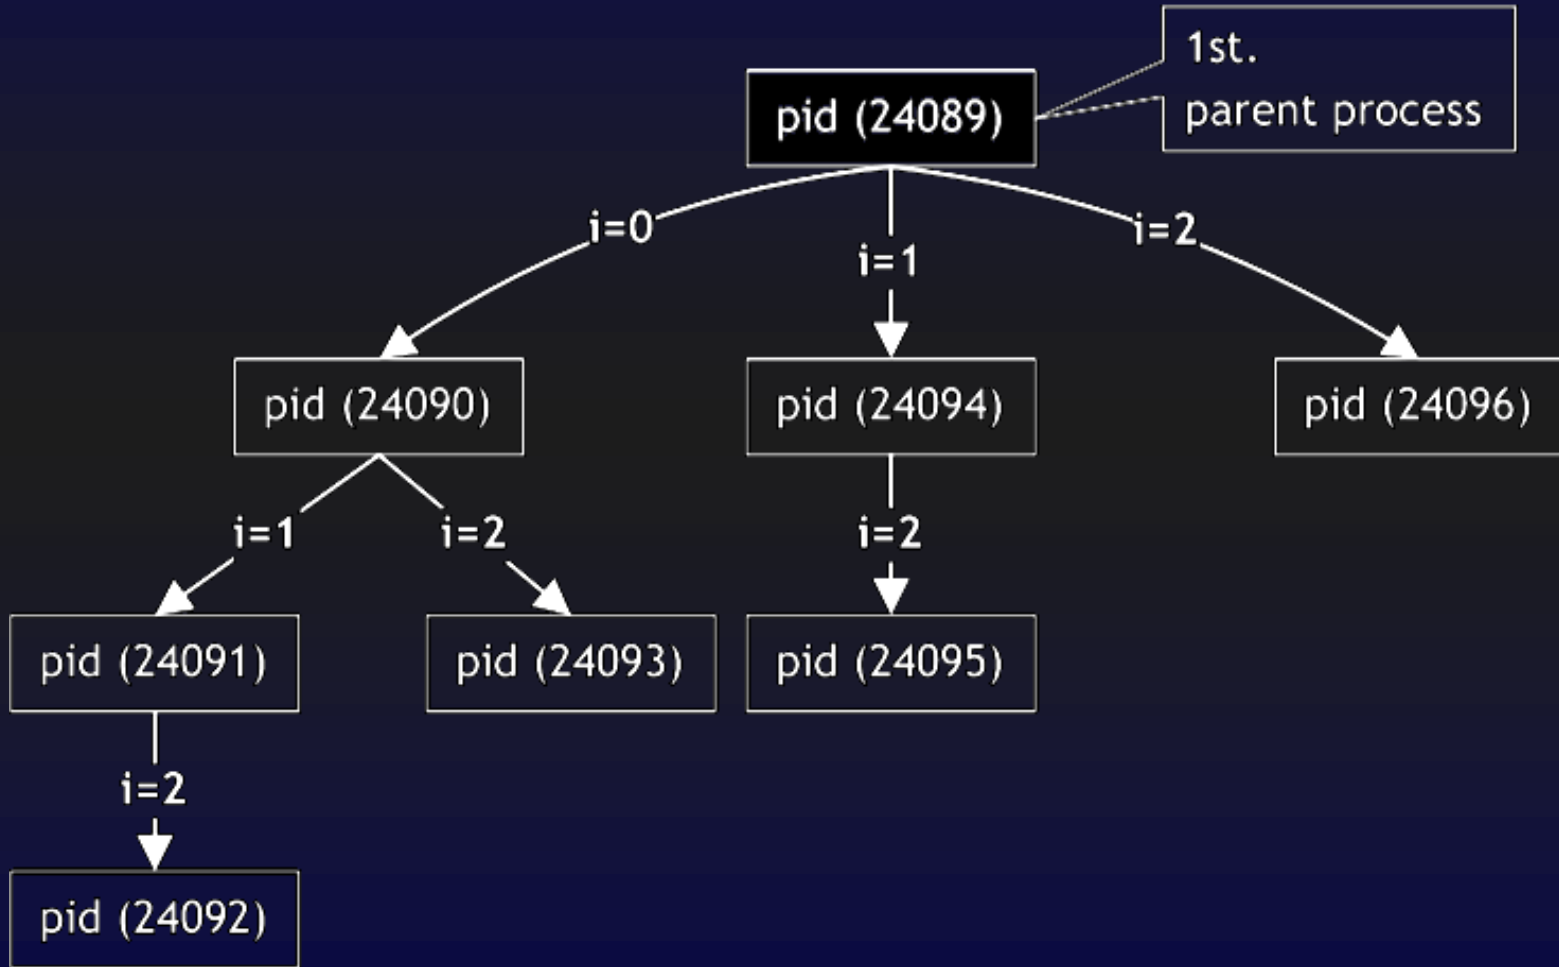 1st.
parent process
pid (24089)
i=0
i=1
i=2
pid (24090)
pid (24094)
pid (24096)
i=1
i=2
i=2
pid (24091)
pid (24093)
pid (24095)
i=2
pid (24092)